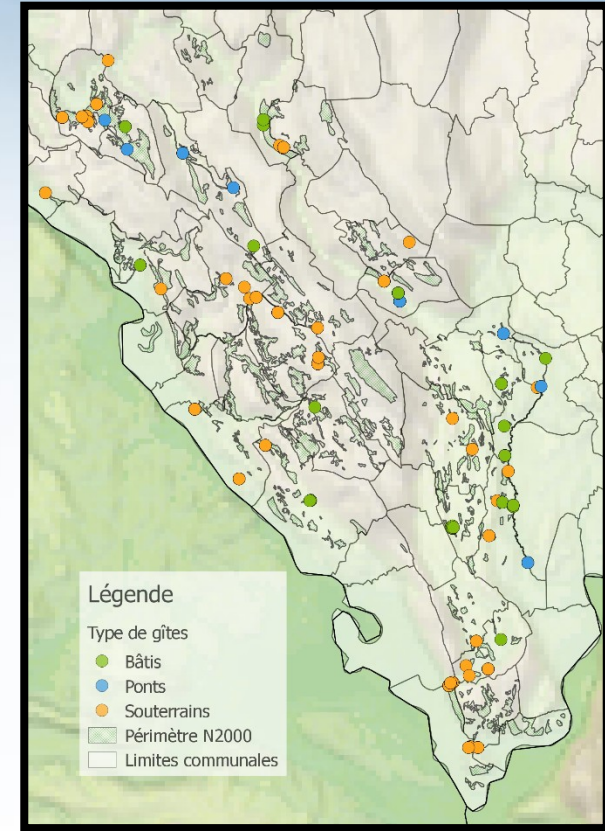 Légende
Type de gîtes
Bâtis
Ponts
Souterrains
Périmètre N2000
Limites communales